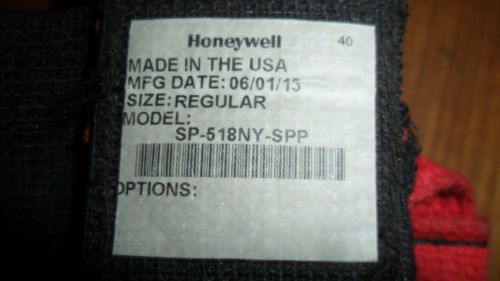 Honeywell 40
MADE IN THE USA
MFG DATE: 06/01/13
SIZE: REGULAR
MODEL:
SP-518NY-SPP
OPTIONS: